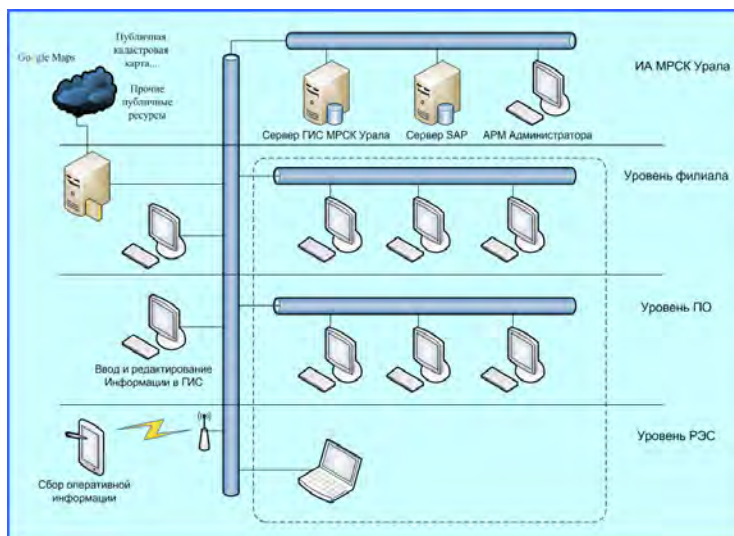 Публичная
кадастровая
карта...
Google Maps
Прочие
публичные
ресурсы
ИА МРСК Урала
Сервер ГИС МРСК Урала
Сервер SAP
АРМ Администратора
Уровень филиала
Уровень ПО
Ввод и редактирование
Информации в ГИС
Уровень РЭС
Сбор оперативной
информации